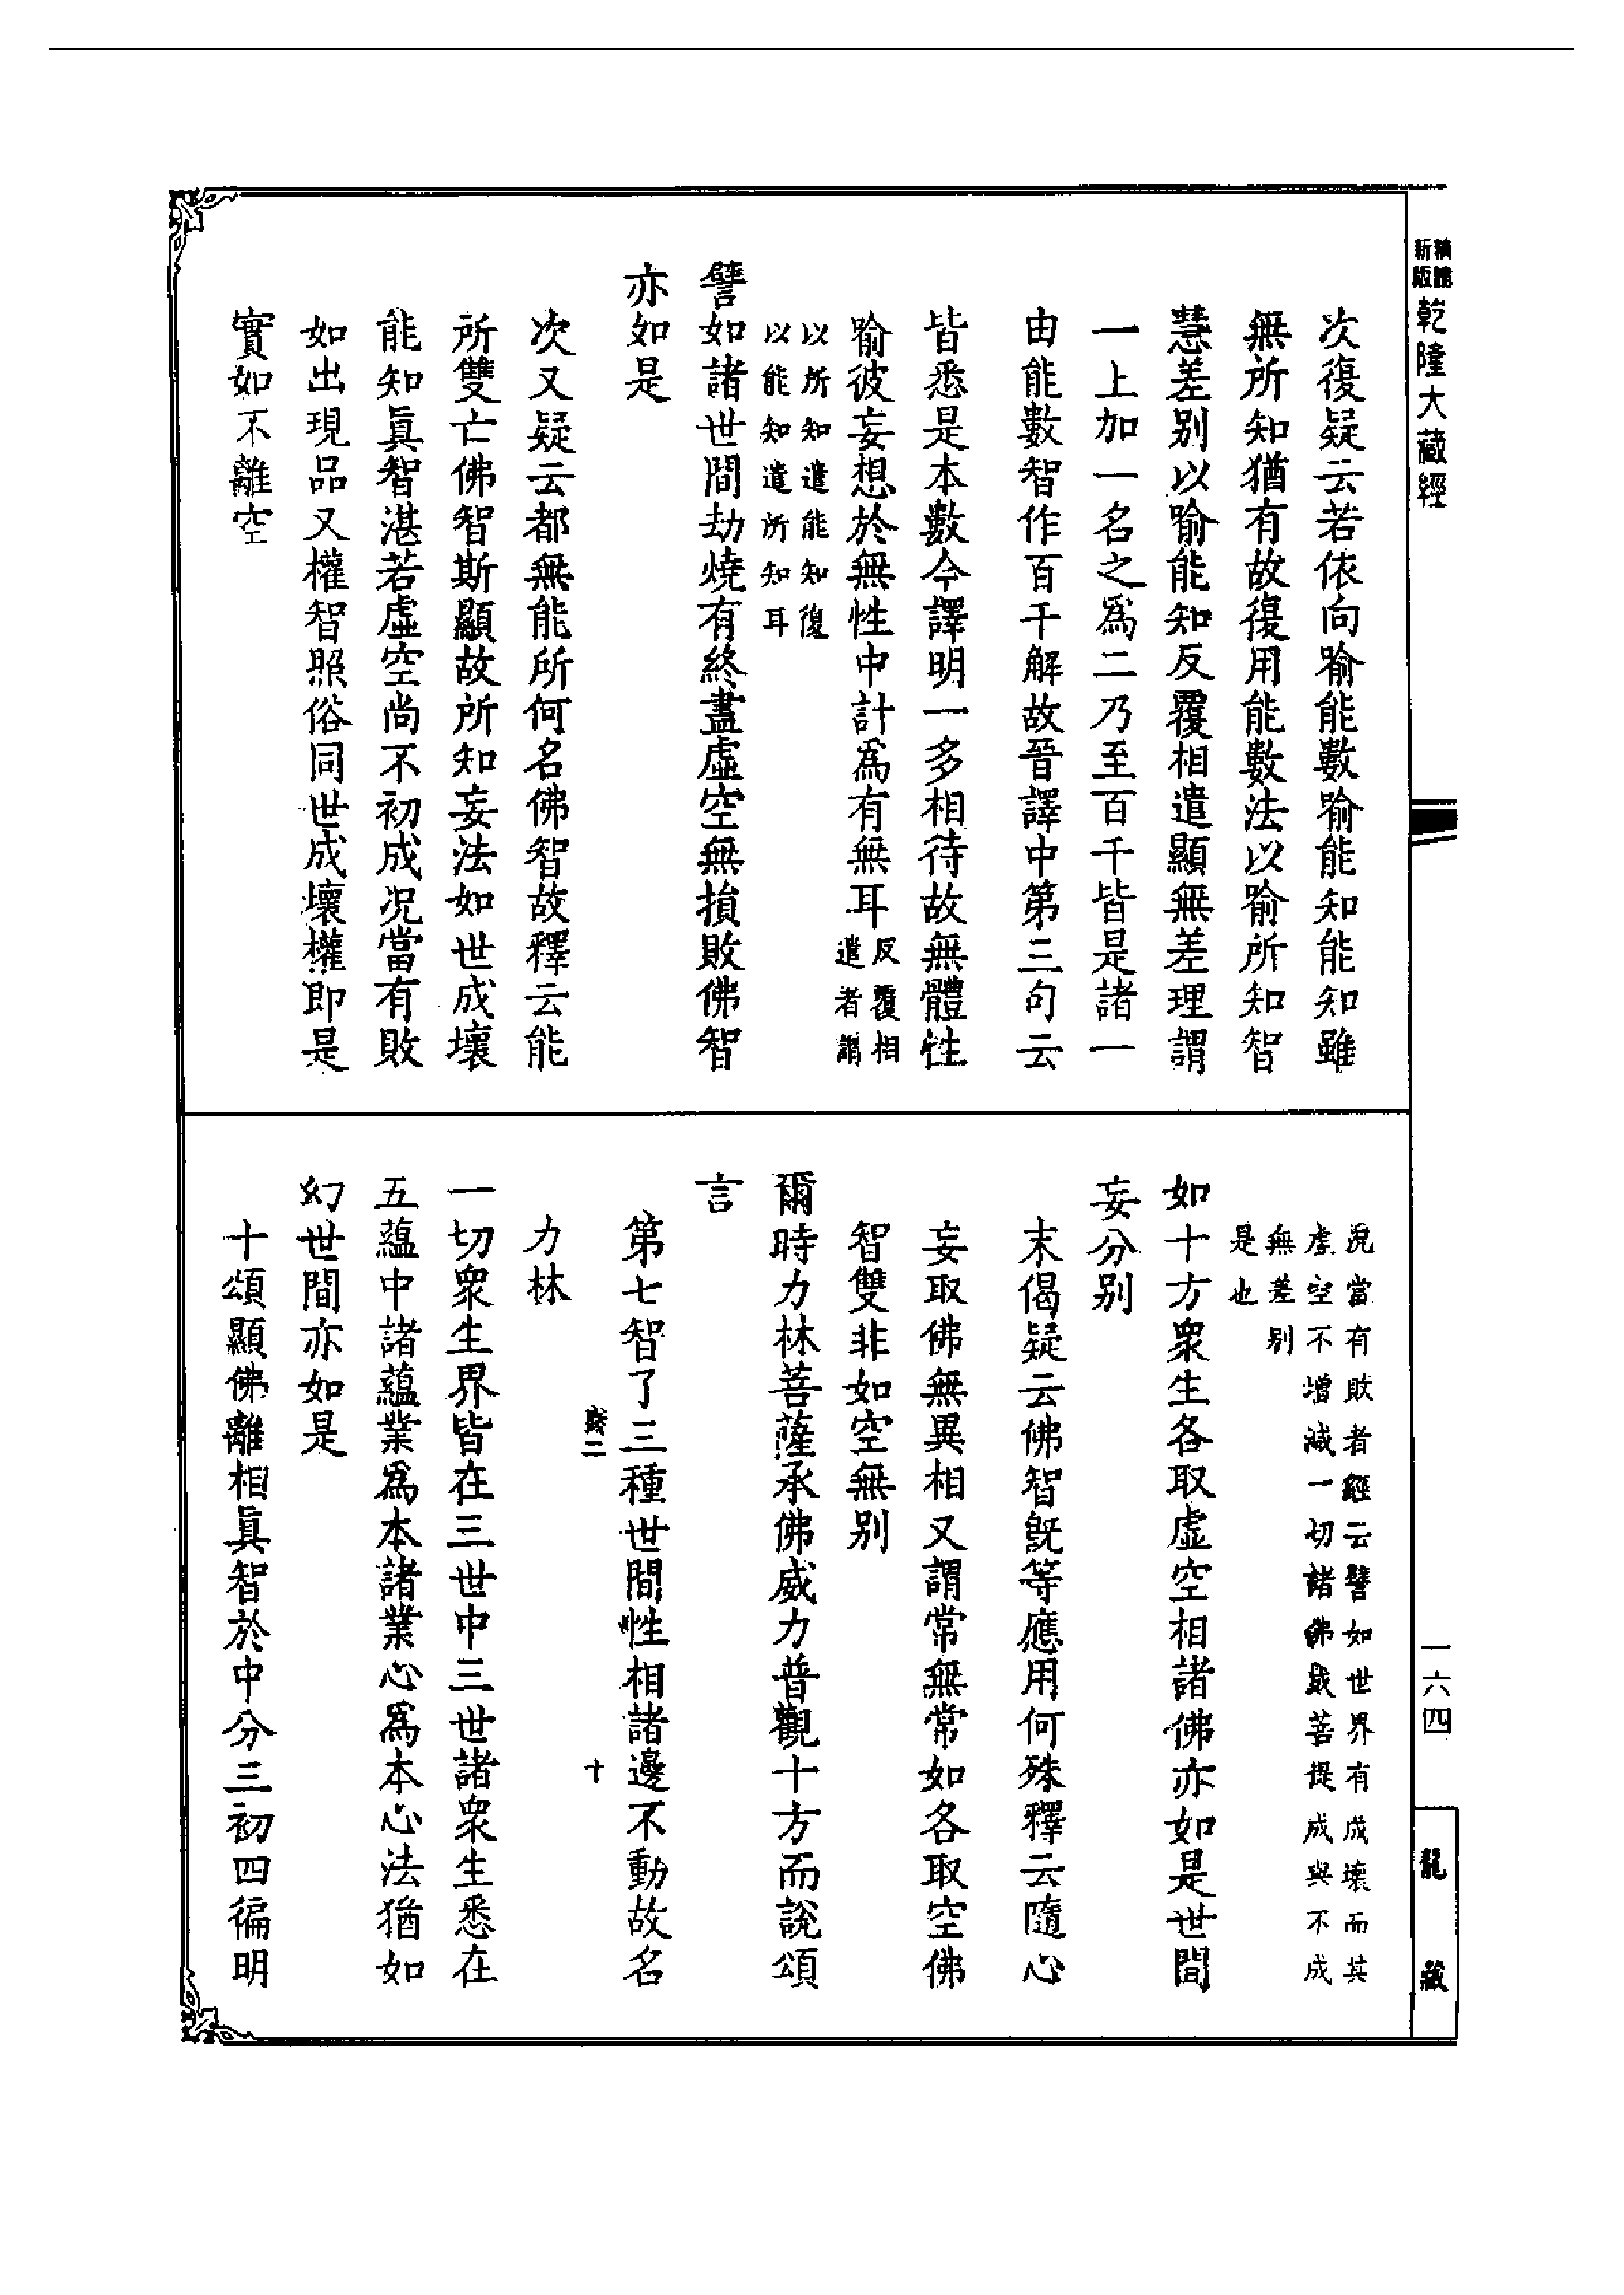 新版精縮乾隆大藏經
次復疑云若依向喻能數喻能知能知雖
無所知猶有故復用能數法以喻所知智
慧差別以喻能知反覆相遣顯無差理謂
一上加一名之爲二乃至百千皆是諸一
由能數智作百千解故晉譯中第三句云
皆悉是本數今譯明一多相待故無體性
喻彼妄想於無性中計爲有無耳反覆相
遣者謂
以所知遣能知復
以能知遣所知耳
譬如諸世間劫燒有終盡虛空無損敗佛智
亦如是
次又疑云都無能所何名佛智故釋云能
所雙亡佛智斯顯故所知妄法如世成壞
能知眞智湛若虛空尚不初成况當有敗
如出現品又權智照俗同世成壞權即是
實如不離空
況當有敗者經云譬如世界有成壞而其
虛空不增減一切諸佛成菩提成與不成
無差別
是也
如十方衆生各取虛空相諸佛亦如是世間
妄分別
末偈疑云佛智旣等應用何殊釋云隨心
妄取佛無異相又謂常無常如各取空佛
智雙非如空無別
爾時力林菩薩承佛威力普觀十方而說頌
言
第七智了三種世間性相諸邊不動故名
十
力林
一切衆生界皆在三世中三世諸衆生悉在
五蘊中諸蘊業爲本諸業心爲本心法猶如
幻世間亦如是
十頌顯佛離相眞智於中分三初四徧明
一六四
龍藏